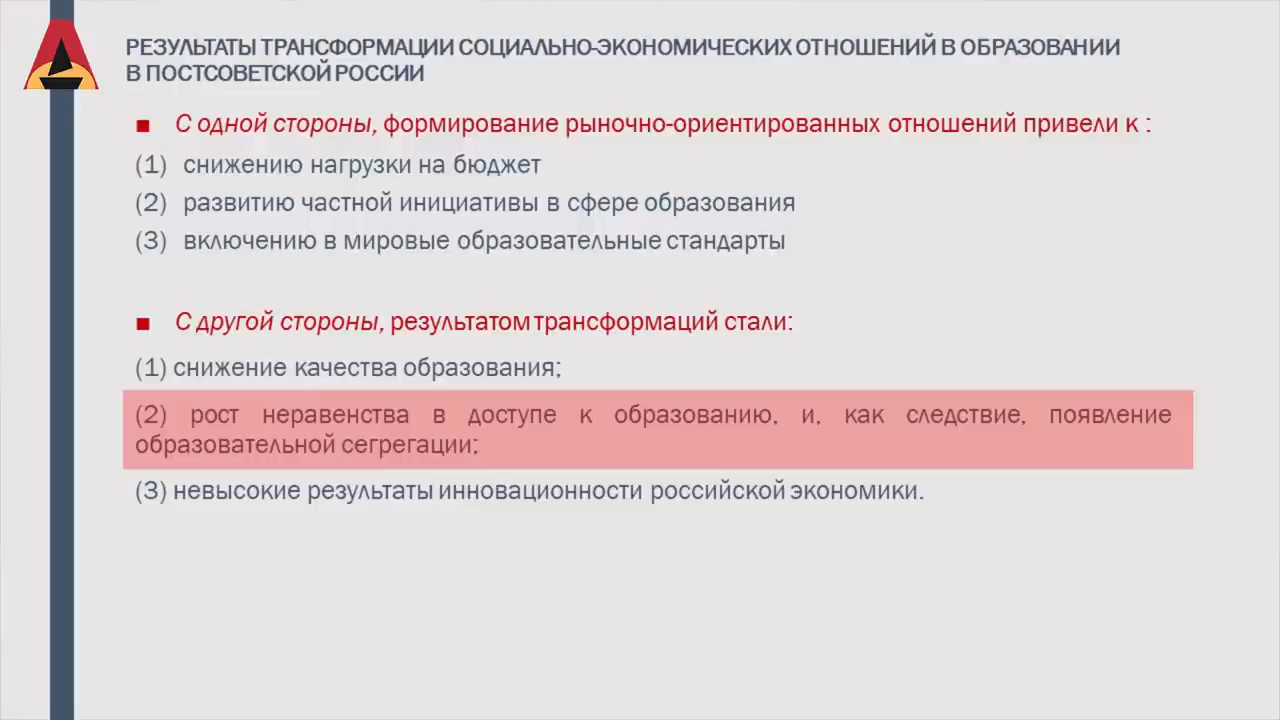 РЕЗУЛЬТАТЫ ТРАНСФОРМАЦИИ СОЦИАЛЬНО-ЭКОНОМИЧЕСКИХ ОТНОШЕНИЙ В ОБРАЗОВАНИИ
В ПОСТСОВЕТСКОЙ РОССИИ
■ С одной стороны, формирование рыночно-ориентированных отношений привели к :
(1) снижению нагрузки на бюджет
(2) развитию частной инициативы в сфере образования
(3) включению в мировые образовательные стандарты
■ С другой стороны, результатом трансформаций стали:
(1) снижение качества образования;
(2) рост неравенства в доступе к образованию, и, как следствие, появление
образовательной сегрегации;
(3) невысокие результаты инновационности российской экономики.